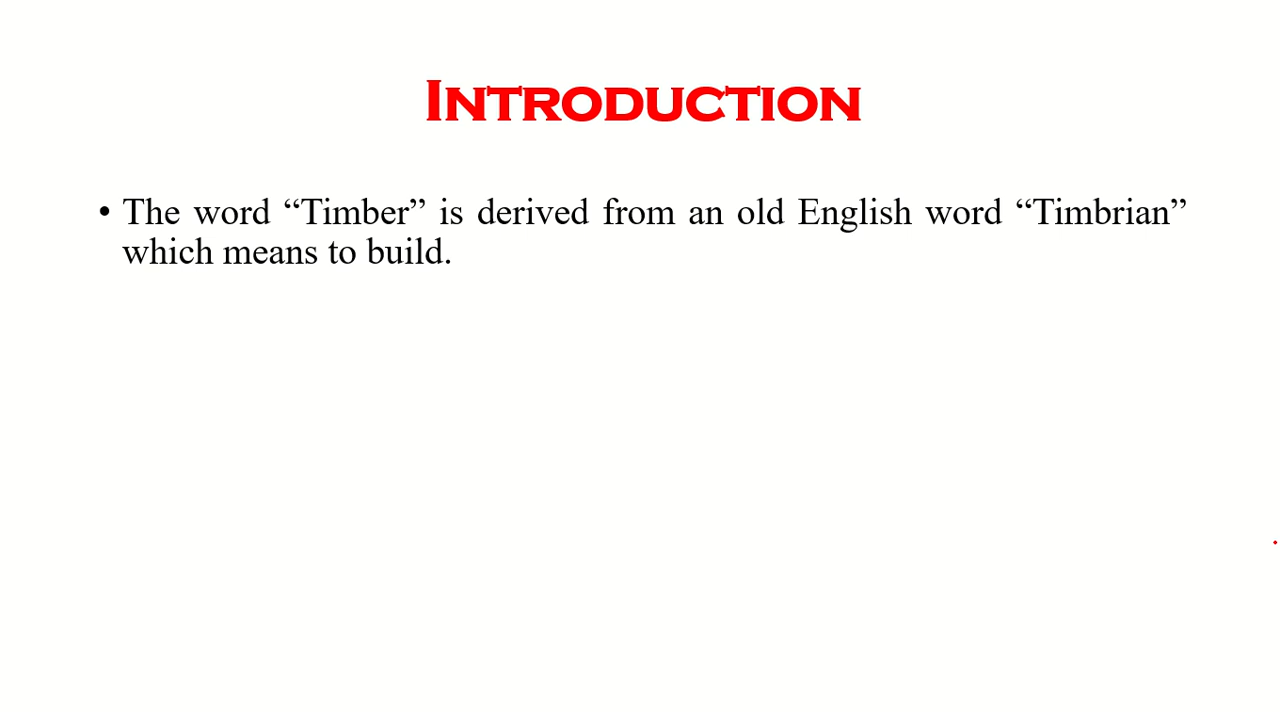 INTRODUCTION
• The word “Timber” is derived from an old English word “Timbrian”
which means to build.